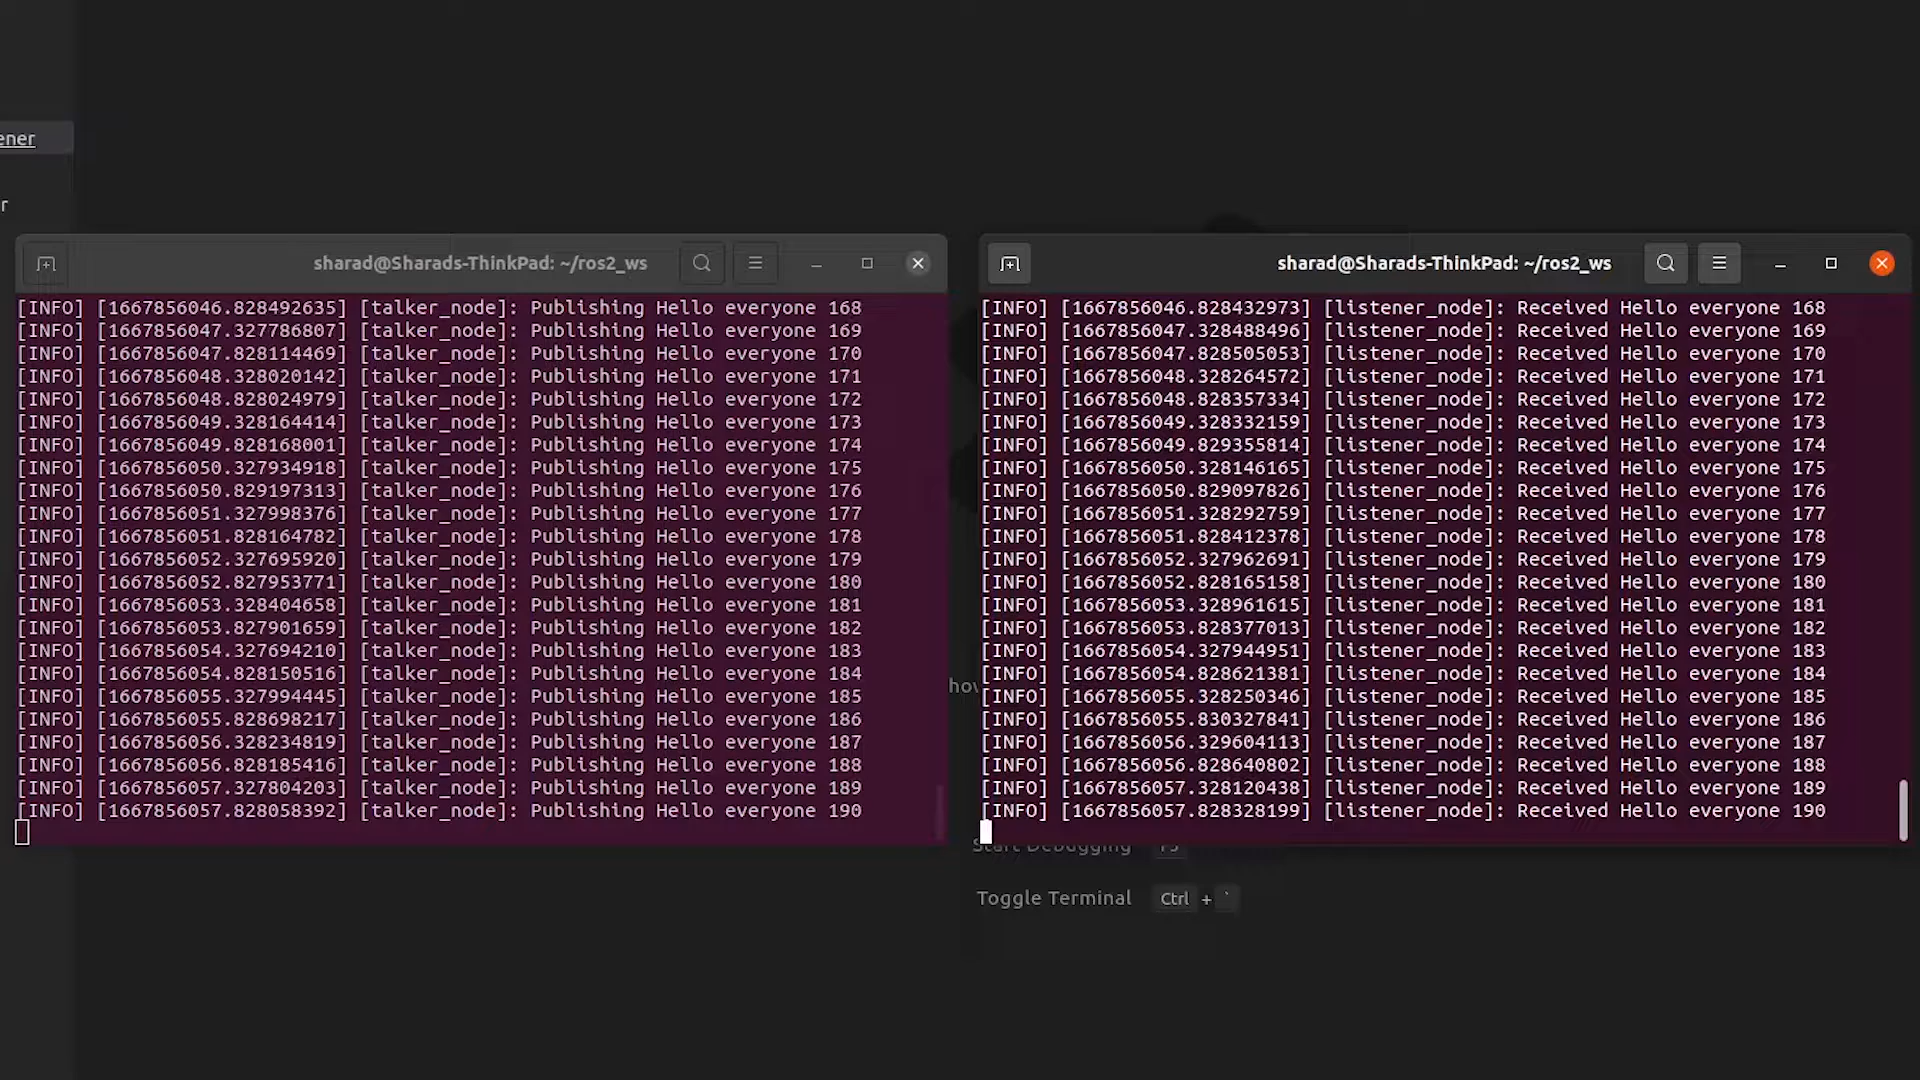 ener
r
sharad@Sharads-ThinkPad: ~/ros2_ws
[INFO] [1667856046.828492635] [talker_node]: Publishing Hello everyone 168
[INFO] [1667856047.327786807] [talker_node]: Publishing Hello everyone 169
[INFO] [1667856047.828114469] [talker_node]: Publishing Hello everyone 170
[INFO] [1667856048.328020142] [talker_node]: Publishing Hello everyone 171
[INFO] [1667856048.828024979] [talker_node]: Publishing Hello everyone 172
[INFO] [1667856049.328164414] [talker_node]: Publishing Hello everyone 173
[INFO] [1667856049.828168001] [talker_node]: Publishing Hello everyone 174
[INFO] [1667856050.327934918] [talker_node]: Publishing Hello everyone 175
[INFO] [1667856050.829197313] [talker_node]: Publishing Hello everyone 176
[INFO] [1667856051.327998376] [talker_node]: Publishing Hello everyone 177
[INFO] [1667856051.828164782] [talker_node]: Publishing Hello everyone 178
[INFO] [1667856052.327695920] [talker_node]: Publishing Hello everyone 179
[INFO] [1667856052.827953771] [talker_node]: Publishing Hello everyone 180
[INFO] [1667856053.328404658] [talker_node]: Publishing Hello everyone 181
[INFO] [1667856053.827901659] [talker_node]: Publishing Hello everyone 182
[INFO] [1667856054.327694210] [talker_node]: Publishing Hello everyone 183
[INFO] [1667856054.828150516] [talker_node]: Publishing Hello everyone 184
[INFO] [1667856055.327994445] [talker_node]: Publishing Hello everyone 185
[INFO] [1667856055.828698217] [talker_node]: Publishing Hello everyone 186
[INFO] [1667856056.328234819] [talker_node]: Publishing Hello everyone 187
[INFO] [1667856056.828185416] [talker_node]: Publishing Hello everyone 188
[INFO] [1667856057.327804203] [talker_node]: Publishing Hello everyone 189
[INFO] [1667856057.828058392] [talker_node]: Publishing Hello everyone 190
sharad@Sharads-ThinkPad: ~/ros2_ws
[INFO] [1667856046.828432973] [listener_node]: Received Hello everyone 168
[INFO] [1667856047.328488496] [listener_node]: Received Hello everyone 169
[INFO] [1667856047.828505053] [listener_node]: Received Hello everyone 170
[INFO] [1667856048.328264572] [listener_node]: Received Hello everyone 171
[INFO] [1667856048.828357334] [listener_node]: Received Hello everyone 172
[INFO] [1667856049.328332159] [listener_node]: Received Hello everyone 173
[INFO] [1667856049.829355814] [listener_node]: Received Hello everyone 174
[INFO] [1667856050.328146165] [listener_node]: Received Hello everyone 175
[INFO] [1667856050.829097826] [listener_node]: Received Hello everyone 176
[INFO] [1667856051.328292759] [listener_node]: Received Hello everyone 177
[INFO] [1667856051.828412378] [listener_node]: Received Hello everyone 178
[INFO] [1667856052.327962691] [listener_node]: Received Hello everyone 179
[INFO] [1667856052.828165158] [listener_node]: Received Hello everyone 180
[INFO] [1667856053.328961615] [listener_node]: Received Hello everyone 181
[INFO] [1667856053.828377013] [listener_node]: Received Hello everyone 182
[INFO] [1667856054.327944951] [listener_node]: Received Hello everyone 183
[INFO] [1667856054.828621381] [listener_node]: Received Hello everyone 184
[INFO] [1667856055.328250346] [listener_node]: Received Hello everyone 185
[INFO] [1667856055.830327841] [listener_node]: Received Hello everyone 186
[INFO] [1667856056.329604113] [listener_node]: Received Hello everyone 187
[INFO] [1667856056.828640802] [listener_node]: Received Hello everyone 188
[INFO] [1667856057.328120438] [listener_node]: Received Hello everyone 189
[INFO] [1667856057.828328199] [listener_node]: Received Hello everyone 190
how
Start Debugging F5
Toggle Terminal Ctrl + `